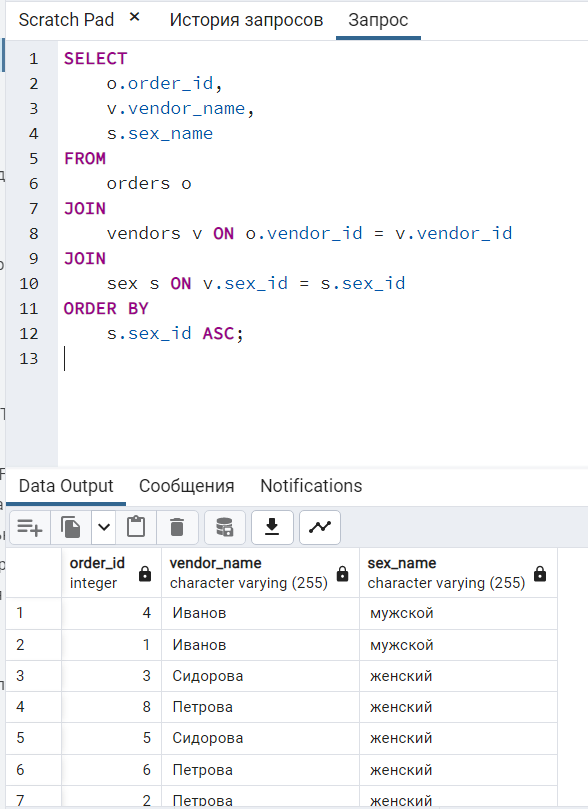 Scratch Pad × История запросов Запрос
1 SELECT
2 o.order_id,
3 v.vendor_name,
4 s.sex_name
5 FROM
6 orders o
7 JOIN
8 vendors v ON o.vendor_id = v.vendor_id
9 JOIN
10 sex s ON v.sex_id = s.sex_id
11 ORDER BY
12 s.sex_id ASC;
13
Data Output Сообщения Notifications
order_id vendor_name sex_name
integer character varying (255) character varying (255)
1 4 Иванов мужской
2 1 Иванов мужской
3 3 Сидорова женский
4 8 Петрова женский
5 5 Сидорова женский
6 6 Петрова женский
7 2 Петрова женский